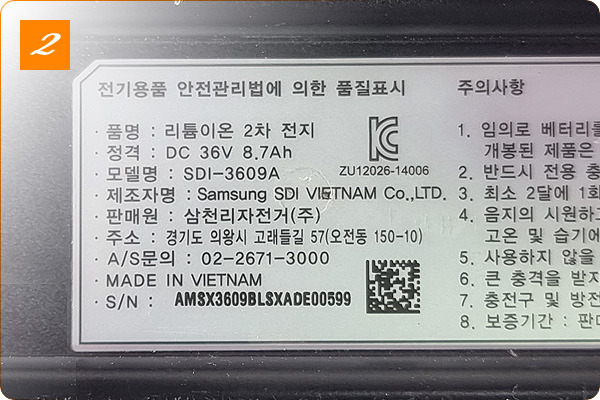 2
전기용품 안전관리법에 의한 품질표시
· 품명 : 리튬이온 2차 전지
· 정격 : DC 36V 8.7Ah
· 모델명 : SDI-3609A
· 제조자명 : Samsung SDI VIETNAM Co.,LTD.
· 판매원 : 삼천리자전거(주)
· 주소 : 경기도 의왕시 고래들길 57(오전동 150-10)
· A/S문의 : 02-2671-3000
· MADE IN VIETNAM
· S/N : AMSX3609BLSXADE00599
ZU12026-14006
주의사항
1. 임의로 베터리를
개봉된 제품은
2. 반드시 전용 충
3. 최소 2달에 1회
4. 음지의 시원하고
고온 및 습기에
5. 사용하지 않을
6. 큰 충격을 받지
7. 충전구 및 방전
8. 보증기간 : 판매